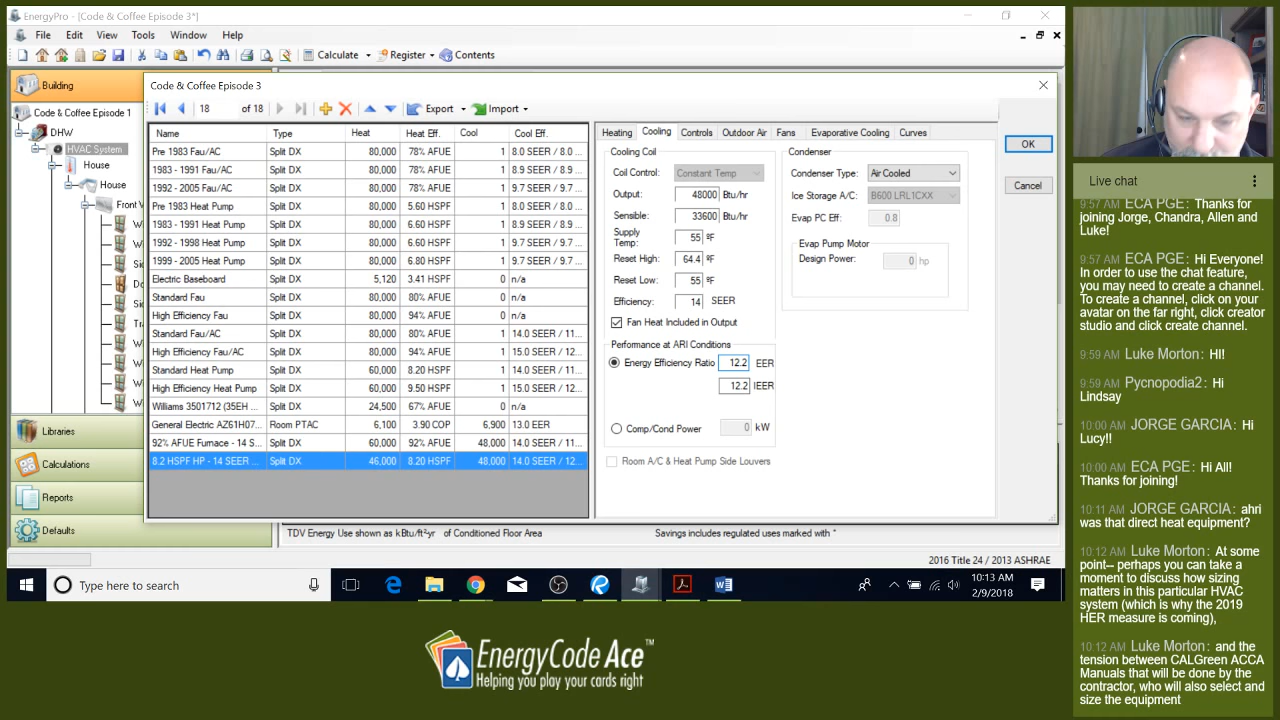 EnergyPro - [Code & Coffee Episode 3*]
File Edit View Tools Window Help
Calculate Register Contents
Building
Code & Coffee Episode 1
DHW
HVAC System
House
House
Front
Libraries
Calculations
Reports
Defaults
Code & Coffee Episode 3
18 of 18 Export Import
Name Type Heat Heat Eff. Cool Cool Eff.
Pre 1983 Fau/AC Split DX 80,000 78% AFUE 1 8.0 SEER / 8.0 ...
1983 - 1991 Fau/AC Split DX 80,000 78% AFUE 1 8.9 SEER / 8.9 ...
1992 - 2005 Fau/AC Split DX 80,000 78% AFUE 1 9.7 SEER / 9.7 ...
Pre 1983 Heat Pump Split DX 80,000 5.60 HSPF 1 8.0 SEER / 8.0 ...
1983 - 1991 Heat Pump Split DX 80,000 6.60 HSPF 1 8.9 SEER / 8.9 ...
1992 - 1998 Heat Pump Split DX 80,000 6.60 HSPF 1 9.7 SEER / 9.7 ...
1999 - 2005 Heat Pump Split DX 80,000 6.80 HSPF 1 9.7 SEER / 9.7 ...
Electric Baseboard Split DX 5,120 3.41 HSPF 0 n/a
Standard Fau Split DX 80,000 80% AFUE 0 n/a
High Efficiency Fau Split DX 80,000 94% AFUE 0 n/a
Standard Fau/AC Split DX 80,000 80% AFUE 1 14.0 SEER / 11...
High Efficiency Fau/AC Split DX 80,000 94% AFUE 1 15.0 SEER / 12...
Standard Heat Pump Split DX 60,000 8.20 HSPF 1 14.0 SEER / 11...
High Efficiency Heat Pump Split DX 60,000 9.50 HSPF 1 15.0 SEER / 12...
Williams 3501712 (35EH ... Split DX 24,500 67% AFUE 0 n/a
General Electric AZ61H07... Room PTAC 6,100 3.90 COP 6,900 13.0 EER
92% AFUE Furnace - 14 S... Split DX 60,000 92% AFUE 48,000 14.0 SEER / 11...
8.2 HSPF HP - 14 SEER ... Split DX 46,000 8.20 HSPF 48,000 14.0 SEER / 12...
Heating Cooling Controls Outdoor Air Fans Evaporative Cooling Curves
Cooling Coil
Coil Control: Constant Temp
Output: 48000 Btu/hr
Sensible: 33600 Btu/hr
Supply
Temp: 55 ºF
Reset High: 64.4 ºF
Reset Low: 55 ºF
Efficiency: 14 SEER
Fan Heat Included in Output
Performance at ARI Conditions
Energy Efficiency Ratio 12.2 EER
12.2 IEER
Comp/Cond Power 0 kW
Room A/C & Heat Pump Side Louvers
Condenser
Condenser Type: Air Cooled
Ice Storage A/C: B600 LRL1CXX
Evap PC Eff: 0.8
Evap Pump Motor
Design Power: 0 hp
OK
Cancel
TDV Energy Use shown as kBtu/ft²-yr of Conditioned Floor Area Savings includes regulated uses marked with *
2016 Title 24 / 2013 ASHRAE
Type here to search
10:13 AM
2/9/2018
EnergyCode Ace™
Helping you play your cards right
Live chat
9:57 AM ECA PGE: Thanks for
joining Jorge, Chandra, Allen and
Luke!
9:57 AM ECA PGE: Hi Everyone!
In order to use the chat feature,
you may need to create a channel.
To create a channel, click on your
avatar on the far right, click creator
studio and click create channel.
9:59 AM Luke Morton: HI!
9:59 AM Pycnopodia2: Hi
Lindsay
10:00 AM JORGE GARCIA: Hi
Lucy!!
10:00 AM ECA PGE: Hi All!
Thanks for joining!
10:11 AM JORGE GARCIA: ahri
was that direct heat equipment?
10:12 AM Luke Morton: At some
point-- perhaps you can take a
moment to discuss how sizing
matters in this particular HVAC
system (which is why the 2019
HER measure is coming),
10:12 AM Luke Morton: and the
tension between CALGreen ACCA
Manuals that will be done by the
contractor, who will also select and
size the equipment